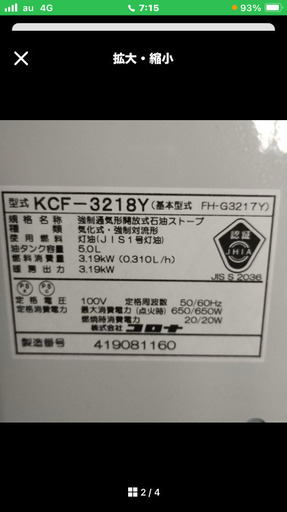 au 4G 7:15 93%
拡大・縮小
型式 KCF-3218Y (基本型式 FH-G3217Y)
規格名称 強制通気形開放式石油ストーブ
種類 気化式・強制対流形
使用燃料 灯油(JIS1号灯油)
油タンク容量 5.0L
燃料消費量 3.19kW (0.310L/h)
暖房出力 3.19kW
認証
JHIA
JIS S 2036
定格電圧 100V 定格周波数 50/60Hz
定格消費電力 最大消費電力(点火時) 650/650W
燃焼時消費電力 20/20W
株式会社コロナ
製造番号 419081160
2 / 4